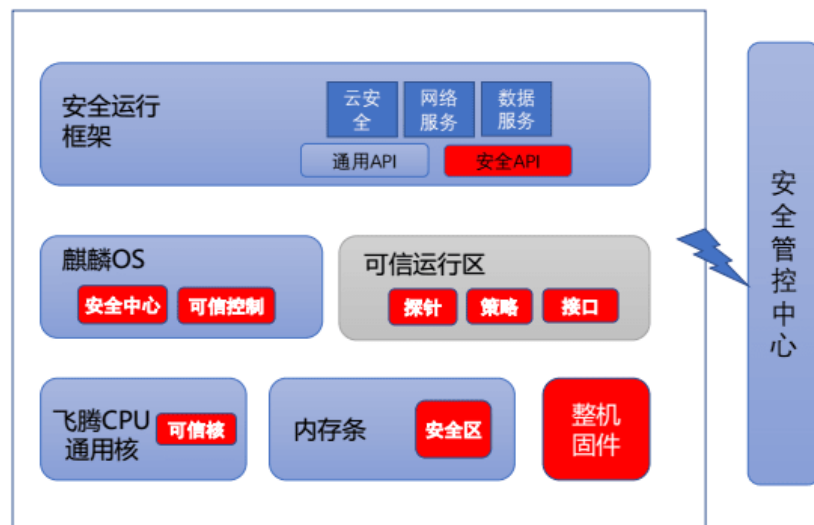 安全运行
框架
云安
全
网络
服务
数据
服务
通用API
安全API
麒麟OS
安全中心
可信控制
可信运行区
探针
策略
接口
飞腾CPU
通用核
可信核
内存条
安全区
整机
固件
安全管控中心